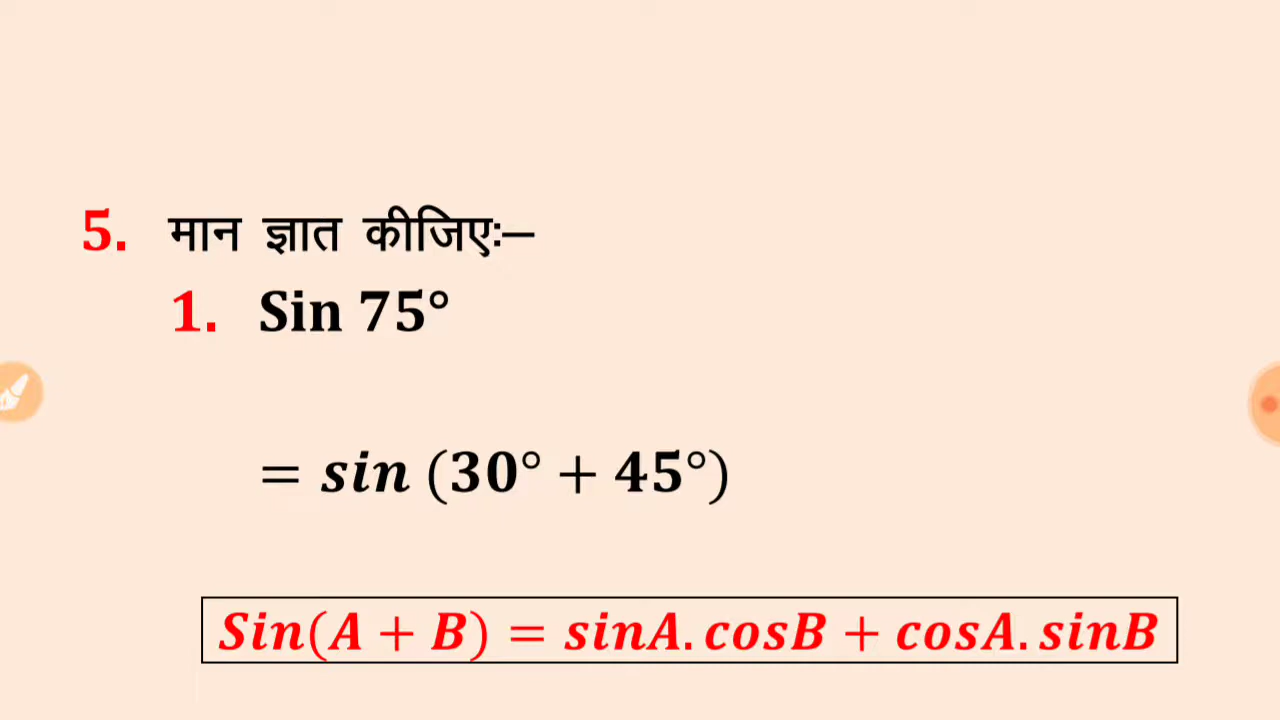 5. मान ज्ञात कीजिएः–
1. Sin 75°
= sin (30° + 45°)
Sin(A + B) = sinA.cosB + cosA.sinB